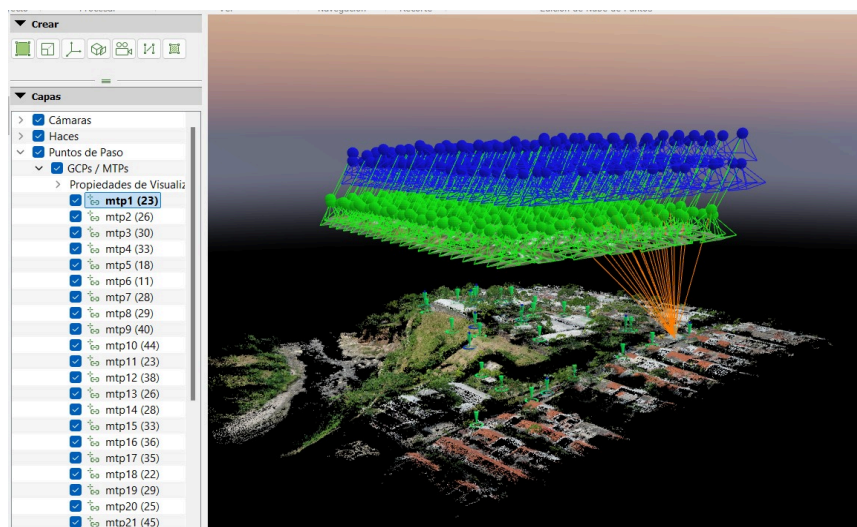 Crear
Capas
Cámaras
Haces
Puntos de Paso
GCPs / MTPs
Propiedades de Visualiz
mtp1 (23)
mtp2 (26)
mtp3 (30)
mtp4 (33)
mtp5 (18)
mtp6 (11)
mtp7 (28)
mtp8 (29)
mtp9 (40)
mtp10 (44)
mtp11 (23)
mtp12 (38)
mtp13 (26)
mtp14 (28)
mtp15 (33)
mtp16 (36)
mtp17 (35)
mtp18 (22)
mtp19 (29)
mtp20 (25)
mtp21 (45)